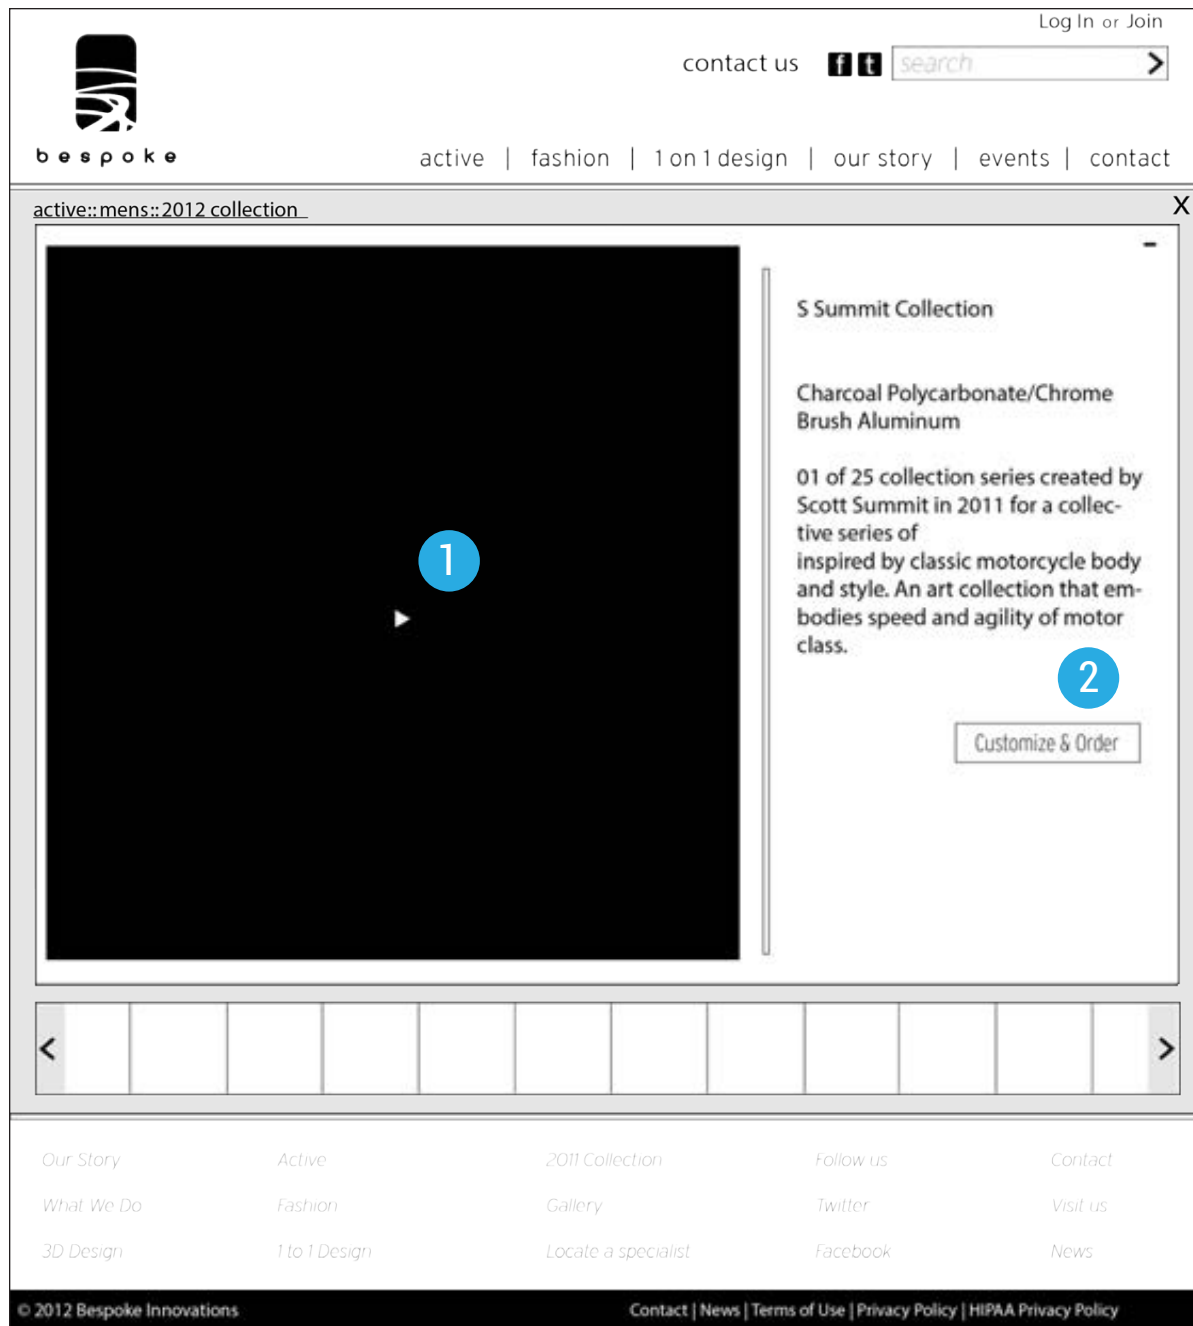 Log In or Join
contact us f t search >
bespoke
active | fashion | 1 on 1 design | our story | events | contact
active::mens::2012 collection X
-
S Summit Collection
Charcoal Polycarbonate/Chrome
Brush Aluminum
01 of 25 collection series created by
Scott Summit in 2011 for a collec-
tive series of
inspired by classic motorcycle body
and style. An art collection that em-
bodies speed and agility of motor
class.
1
2
Customize & Order
< >
Our Story Active 2011 Collection Follow us Contact
What We Do Fashion Gallery Twitter Visit us
3D Design 1 to 1 Design Locate a specialist Facebook News
© 2012 Bespoke Innovations Contact | News | Terms of Use | Privacy Policy | HIPAA Privacy Policy